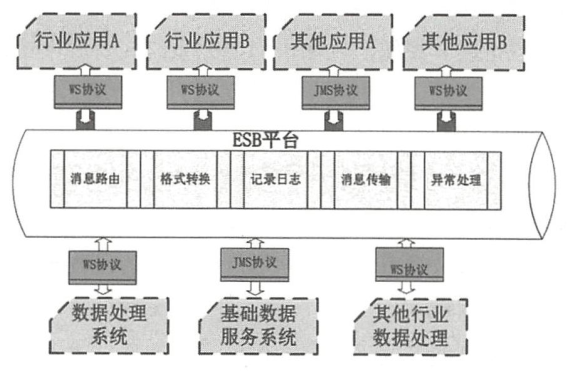 行业应用A
行业应用B
其他应用A
其他应用B
WS协议
WS协议
JMS协议
WS协议
ESB平台
消息路由
格式转换
记录日志
消息传输
异常处理
WS协议
JMS协议
WS协议
数据处理
系统
基础数据
服务系统
其他行业
数据处理